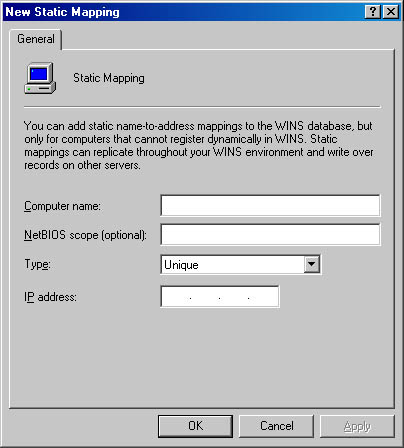 New Static Mapping
General
Static Mapping
You can add static name-to-address mappings to the WINS database, but
only for computers that cannot register dynamically in WINS. Static
mappings can replicate throughout your WINS environment and write over
records on other servers.
Computer name:
NetBIOS scope (optional):
Type:
Unique
IP address:
. . .
OK
Cancel
Apply